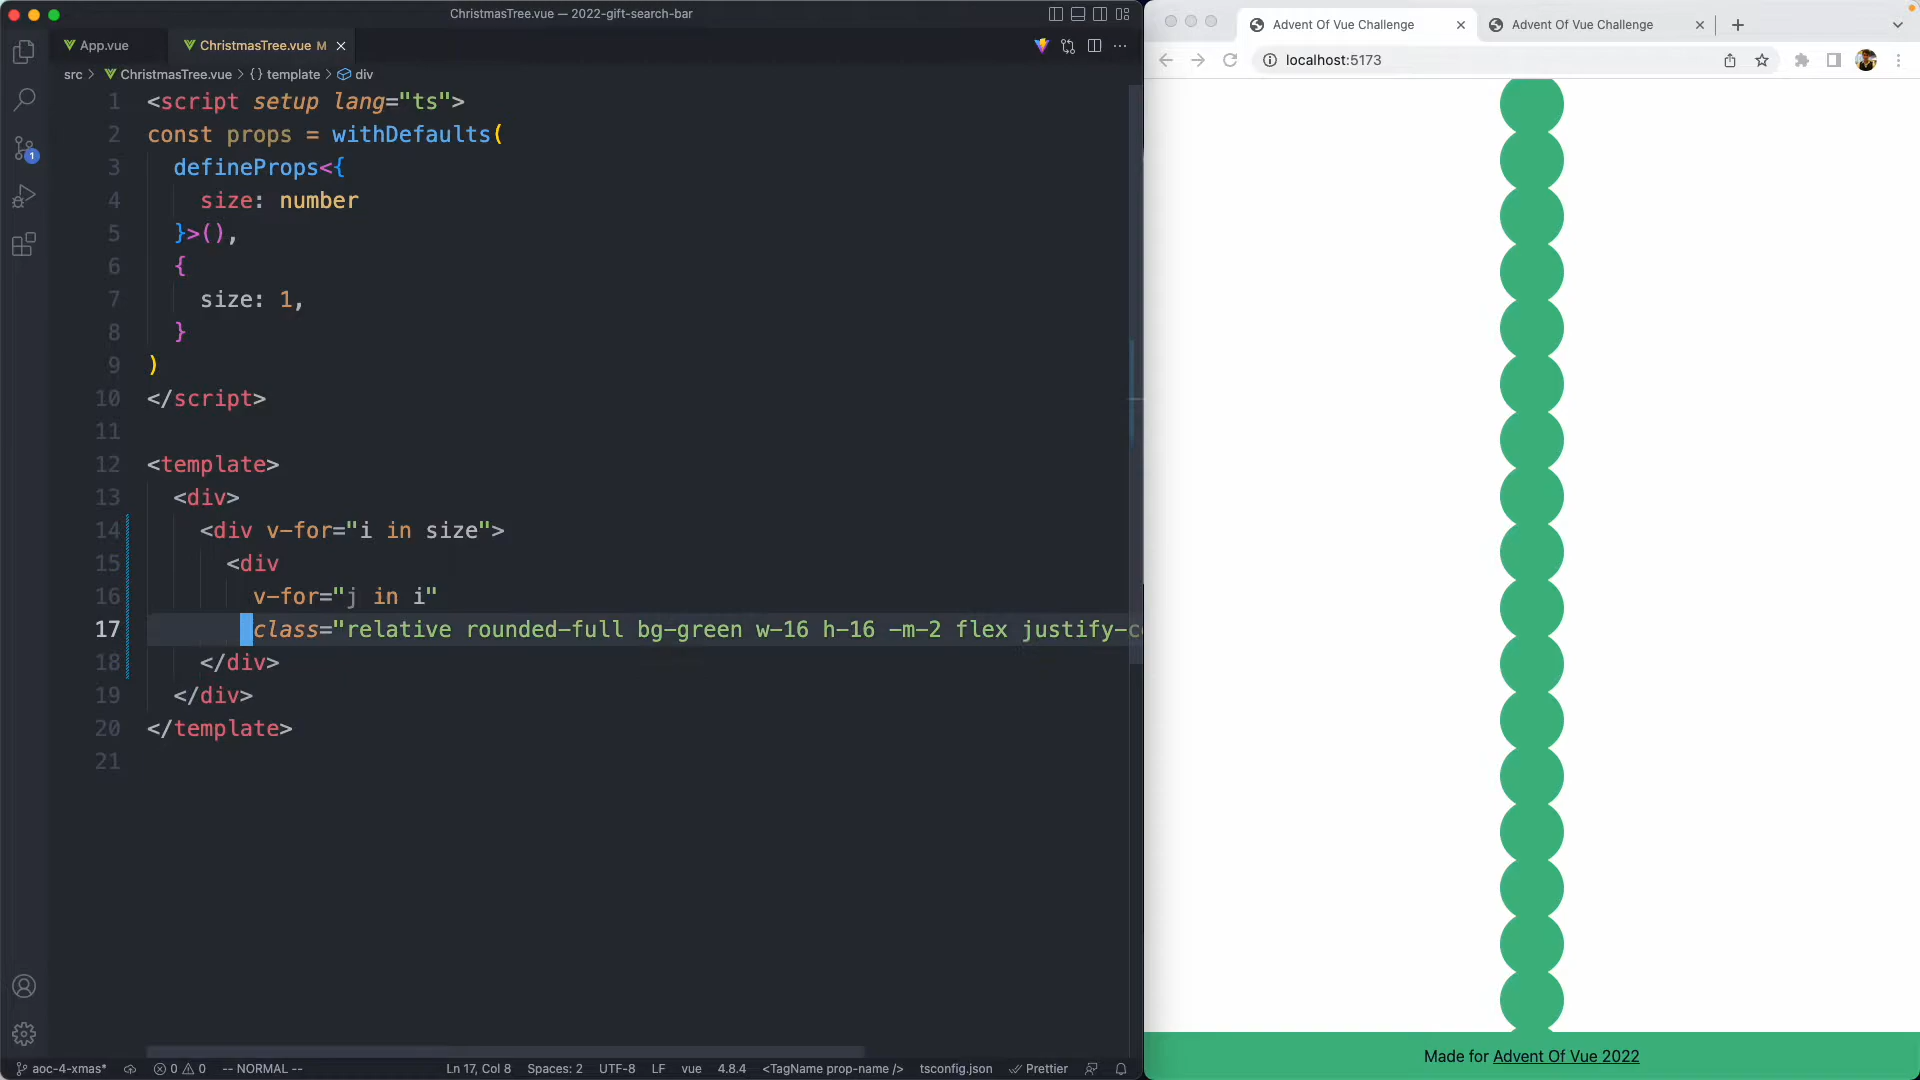 ChristmasTree.vue — 2022-gift-search-bar
App.vue
ChristmasTree.vue M
src > ChristmasTree.vue > {} template > div
1 <script setup lang="ts">
2 const props = withDefaults(
3 defineProps<{
4 size: number
5 }>(),
6 {
7 size: 1,
8 }
9 )
10 </script>
11
12 <template>
13 <div>
14 <div v-for="i in size">
15 <div
16 v-for="j in i"
17 class="relative rounded-full bg-green w-16 h-16 -m-2 flex justify-c
18 </div>
19 </div>
20 </template>
21
1
aoc-4-xmas* 0 0 -- NORMAL -- Ln 17, Col 8 Spaces: 2 UTF-8 LF vue 4.8.4 <TagName prop-name /> tsconfig.json Prettier
Advent Of Vue Challenge
Advent Of Vue Challenge
localhost:5173
Made for Advent Of Vue 2022